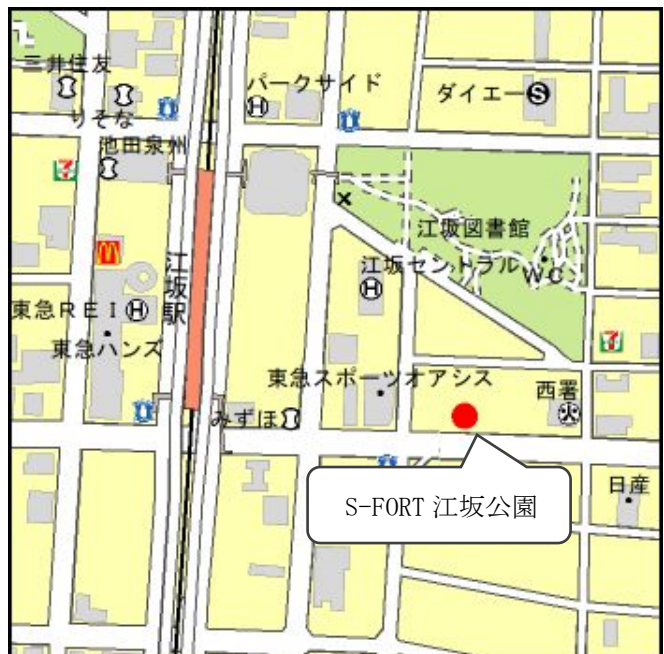 三井住友
りそな
池田泉州
パークサイド
H
ダイエー
S
7
M
江坂駅
江坂図書館
WC
江坂セントラル
H
東急REI
H
東急ハンズ
東急スポーツオアシス
西署
火
7
みずほ
日産
S-FORT 江坂公園